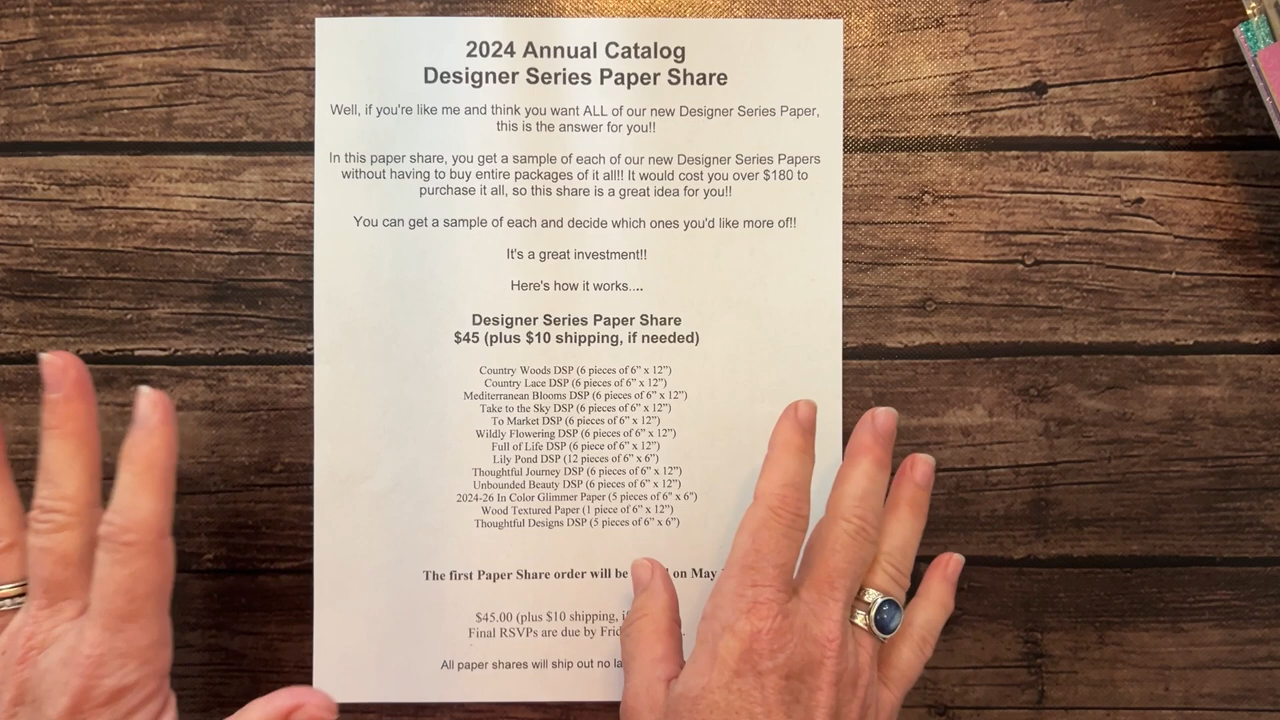 2024 Annual Catalog
Designer Series Paper Share
Well, if you're like me and think you want ALL of our new Designer Series Paper,
this is the answer for you!!
In this paper share, you get a sample of each of our new Designer Series Papers
without having to buy entire packages of it all!! It would cost you over $180 to
purchase it all, so this share is a great idea for you!!
You can get a sample of each and decide which ones you'd like more of!!
It's a great investment!!
Here's how it works....
Designer Series Paper Share
$45 (plus $10 shipping, if needed)
Country Woods DSP (6 pieces of 6” x 12”)
Country Lace DSP (6 pieces of 6” x 12”)
Mediterranean Blooms DSP (6 pieces of 6” x 12”)
Take to the Sky DSP (6 pieces of 6” x 12”)
To Market DSP (6 pieces of 6” x 12”)
Wildly Flowering DSP (6 pieces of 6” x 12”)
Full of Life DSP (6 piece of 6” x 12”)
Lily Pond DSP (12 pieces of 6” x 6”)
Thoughtful Journey DSP (6 pieces of 6” x 12”)
Unbounded Beauty DSP (6 pieces of 6” x 12”)
2024-26 In Color Glimmer Paper (5 pieces of 6" x 6")
Wood Textured Paper (1 piece of 6” x 12”)
Thoughtful Designs DSP (5 pieces of 6” x 6”)
The first Paper Share order will be on May
$45.00 (plus $10 shipping,
Final RSVPs are due by
All paper shares will ship out no